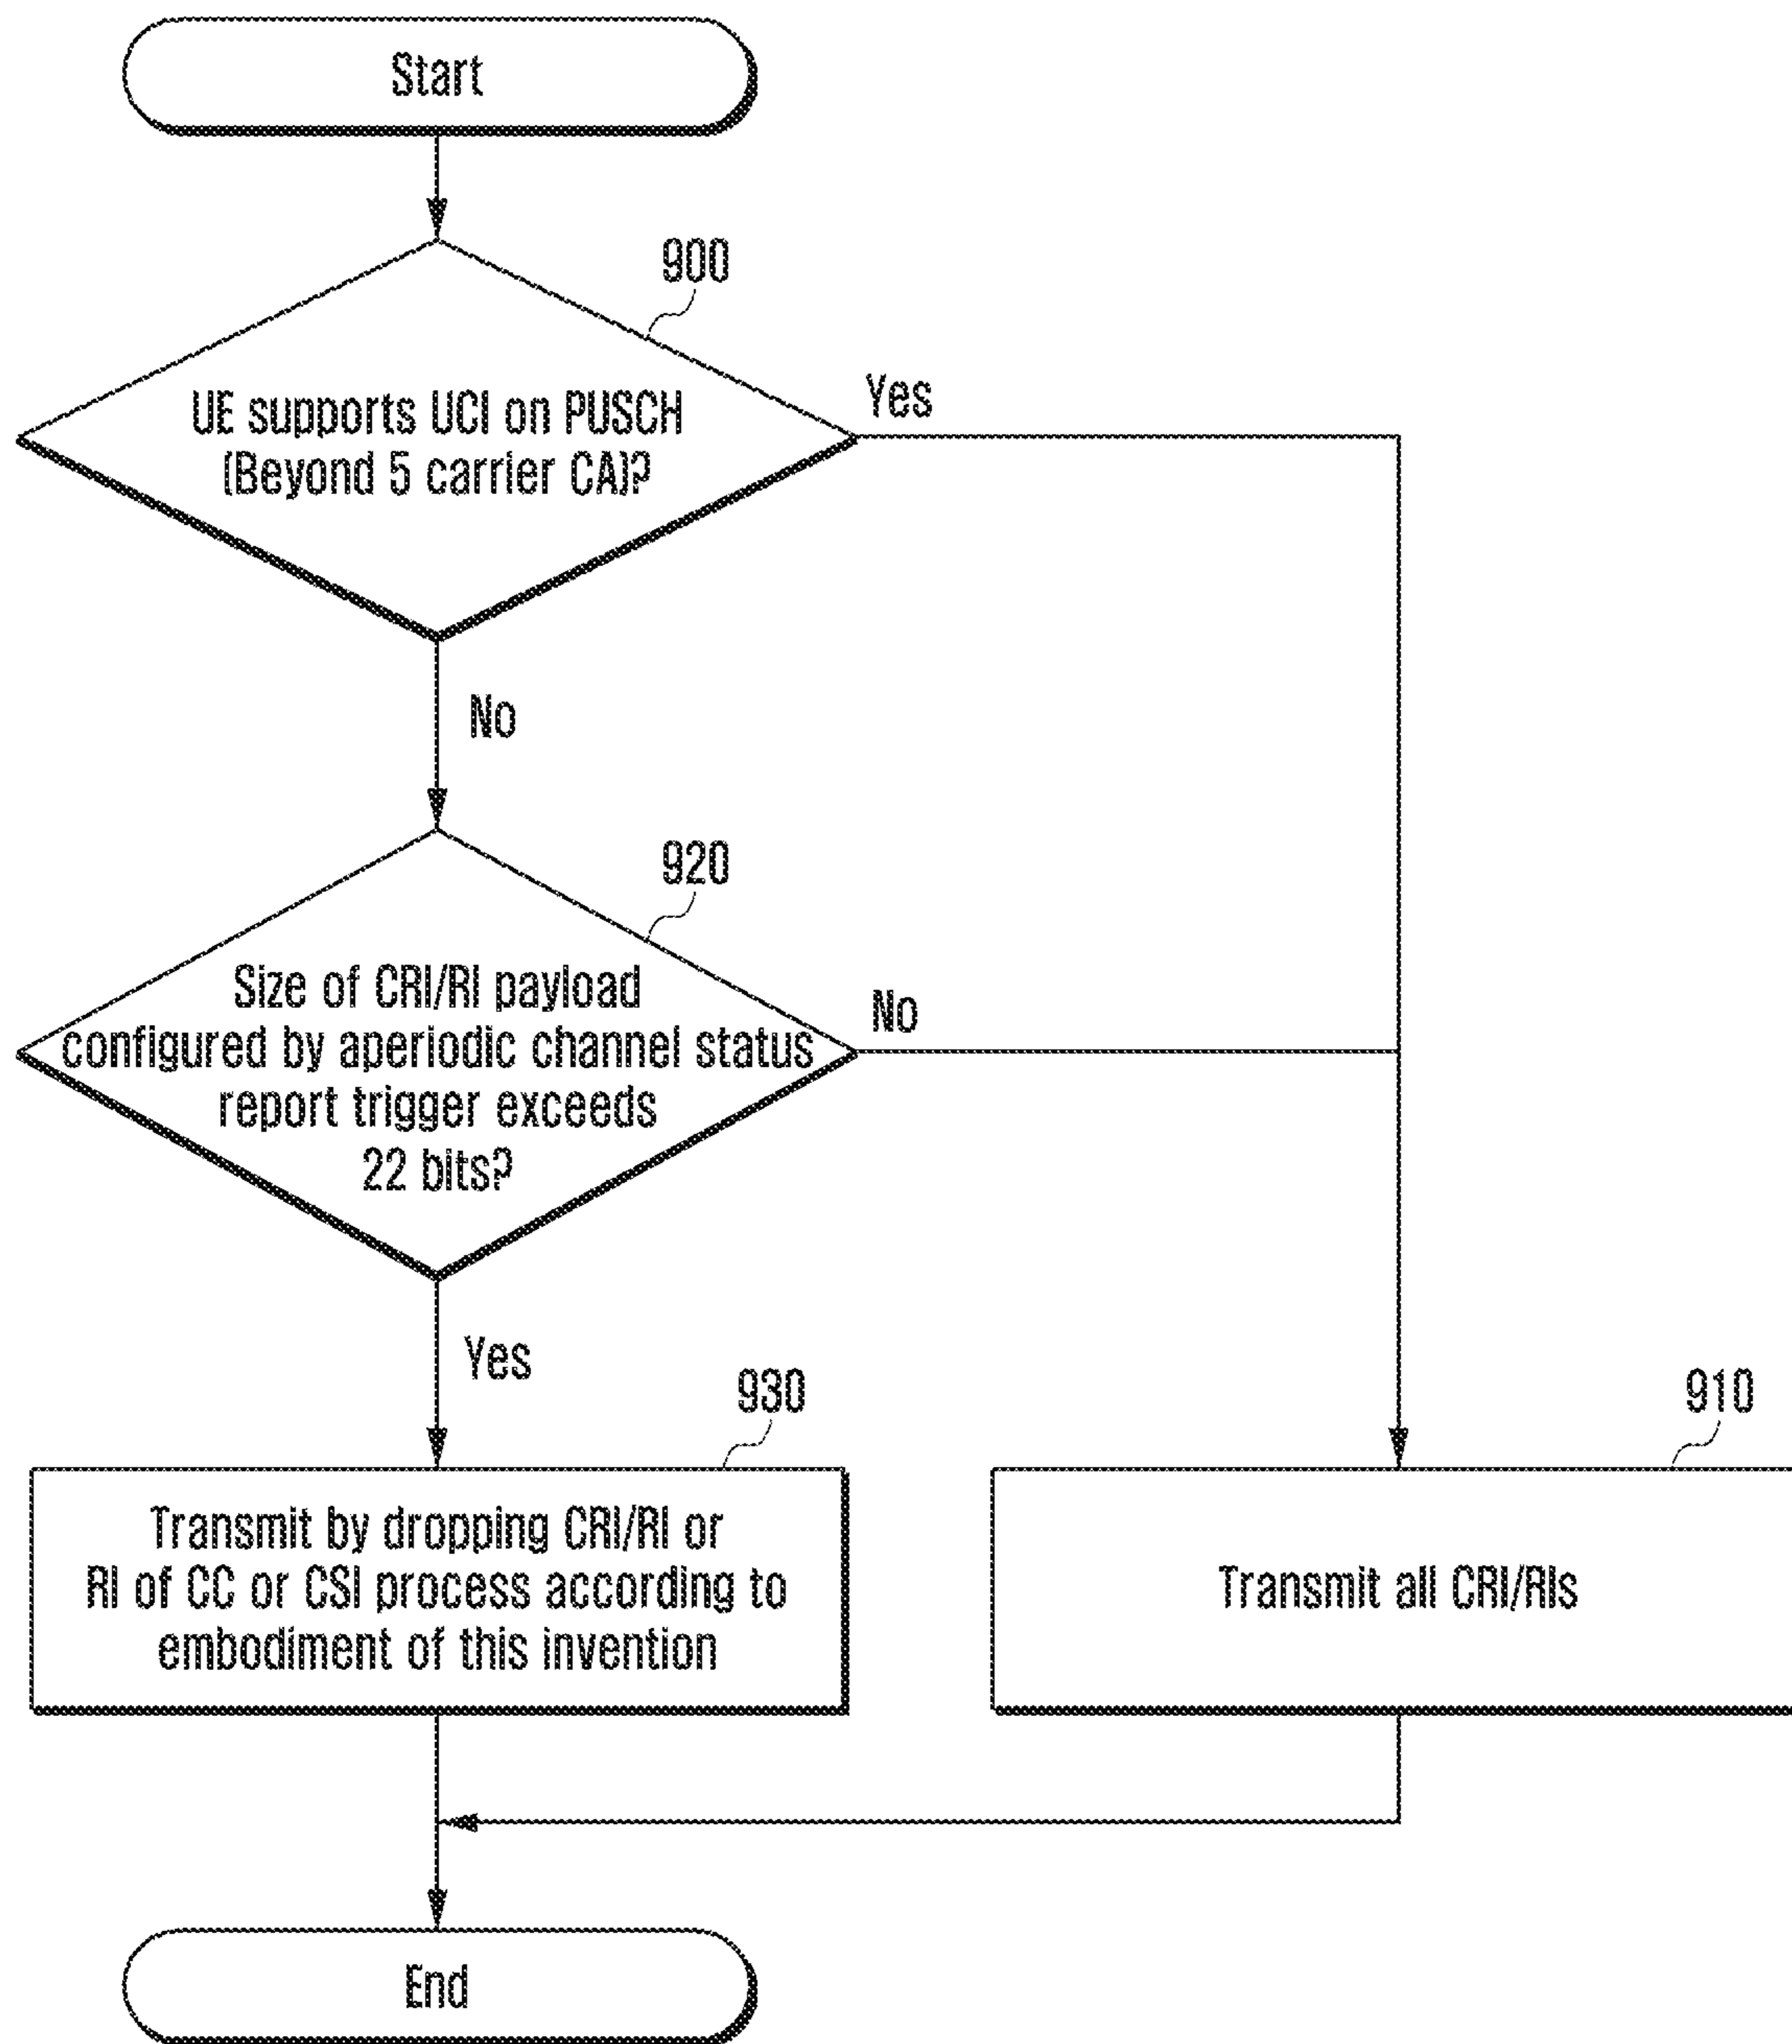 Start
900
UE supports UCI on PUSCH
(Beyond 5 carrier CA)?
Yes
No
920
Size of CRI/RI payload
configured by aperiodic channel status
report trigger exceeds
22 bits?
No
Yes
930
Transmit by dropping CRI/RI or
RI of CC or CSI process according to
embodiment of this invention
910
Transmit all CRI/RIs
End